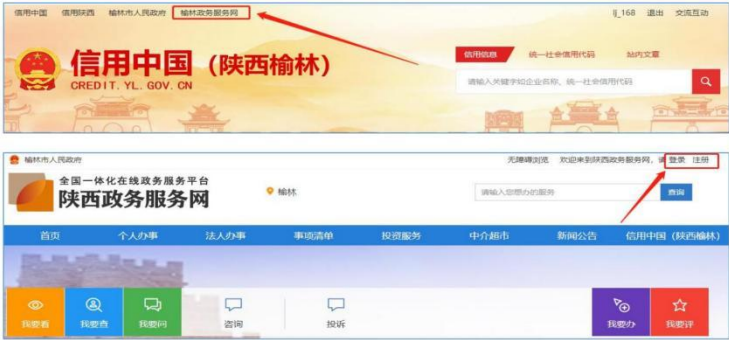 信用中国 信用陕西 榆林市人民政府 榆林政务服务网 lj_168 退出 交流互动
信用中国（陕西榆林）
CREDIT. YL. GOV. CN
信用信息 统一社会信用代码 站内文章
请输入关键字如企业名称、统一社会信用代码
榆林市人民政府 无障碍浏览 欢迎来到陕西政务服务网，请 登录 注册
全国一体化在线政务服务平台
陕西政务服务网
榆林
请输入您想办的服务 查询
首页 个人办事 法人办事 事项清单 投资服务 中介超市 新闻公告 信用中国（陕西榆林）
我要看 我要查 我要问 咨询 投诉 我要办 我要评